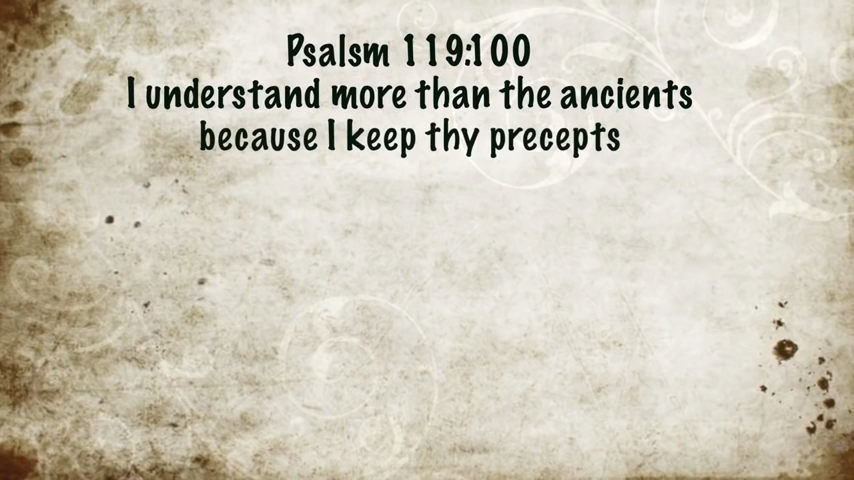 Psalsm 119:100
I understand more than the ancients
because I keep thy precepts